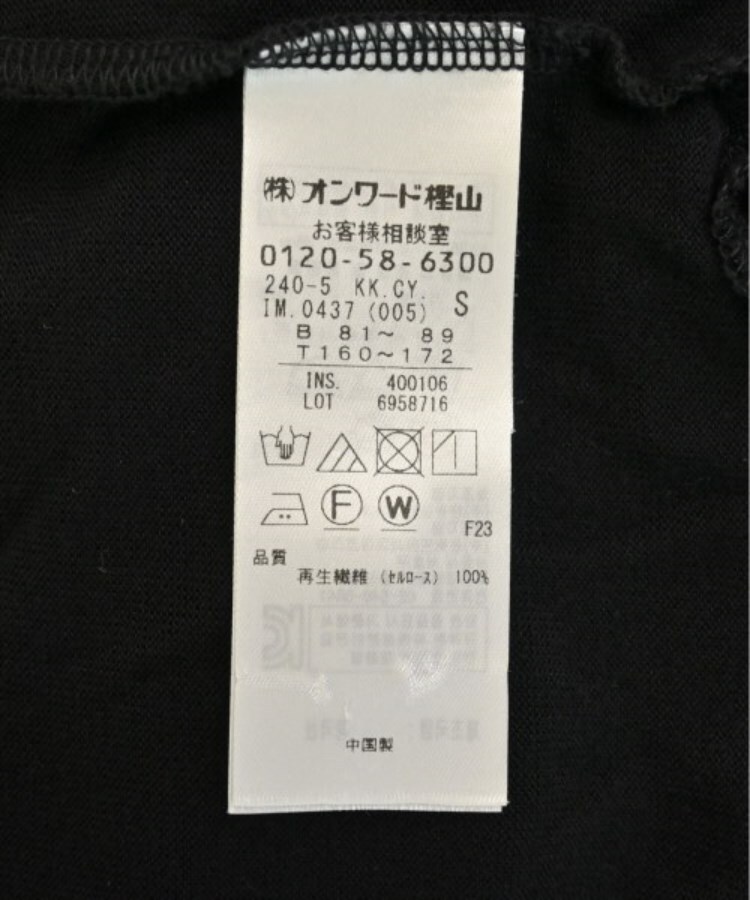 (株)オンワード樫山
お客様相談室
0120-58-6300
240-5 KK.CY.
IM.0437 (005) S
B 81〜 89
T160〜172
INS. 400106
LOT 6958716
F
W
F23
品質
再生繊維 (セルロース) 100%
中国製